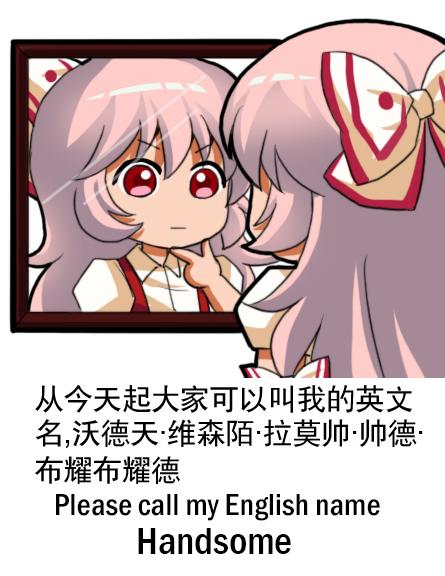 从今天起大家可以叫我的英文
名,沃德天·维森陌·拉莫帅·帅德·
布耀布耀德
Please call my English name
Handsome